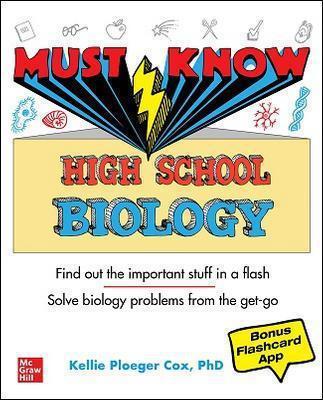 MUST KNOW
HIGH SCHOOL
BIOLOGY
Find out the important stuff in a flash
Solve biology problems from the get-go
Bonus
Flashcard
App
Mc
Graw
Hill
Kellie Ploeger Cox, PhD